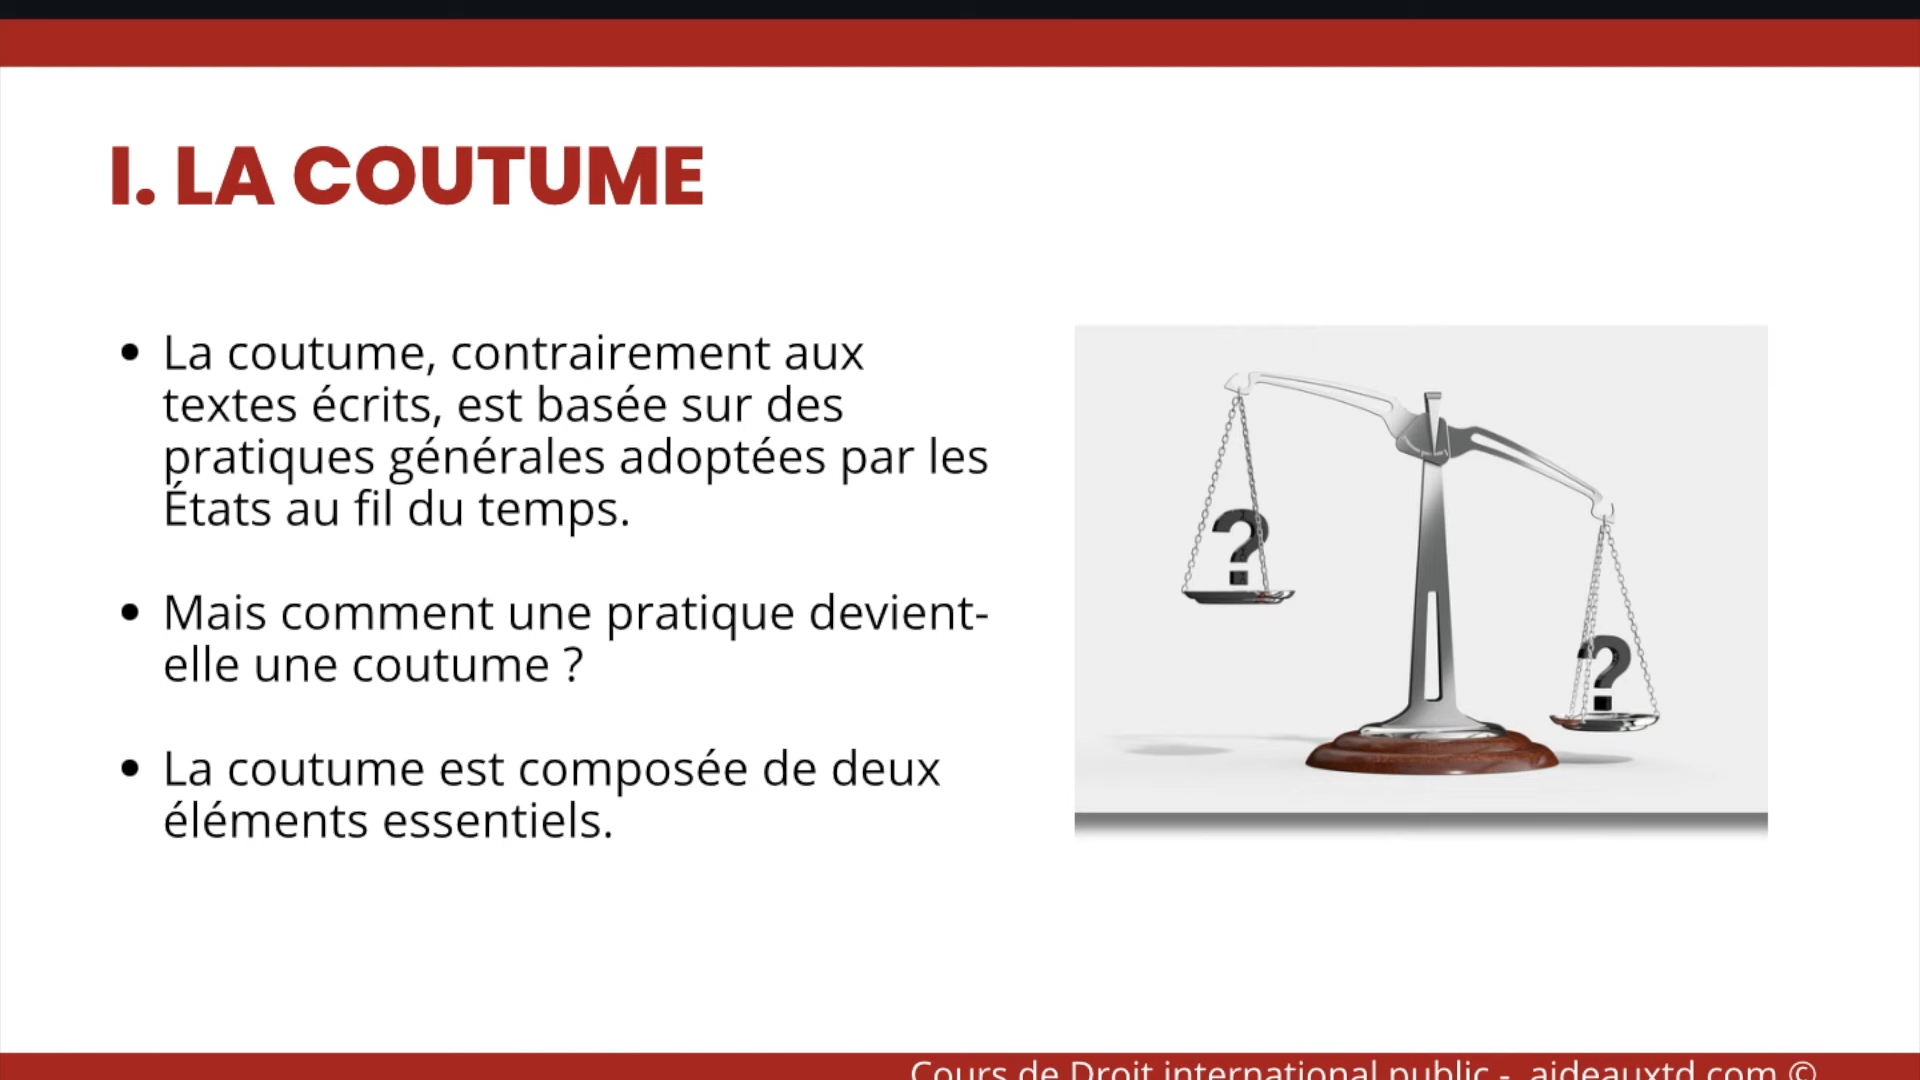 I. LA COUTUME
• La coutume, contrairement aux
textes écrits, est basée sur des
pratiques générales adoptées par les
États au fil du temps.
• Mais comment une pratique devient-
elle une coutume ?
• La coutume est composée de deux
éléments essentiels.
?
?
Cours de Droit international public - aideauxtd.com ©